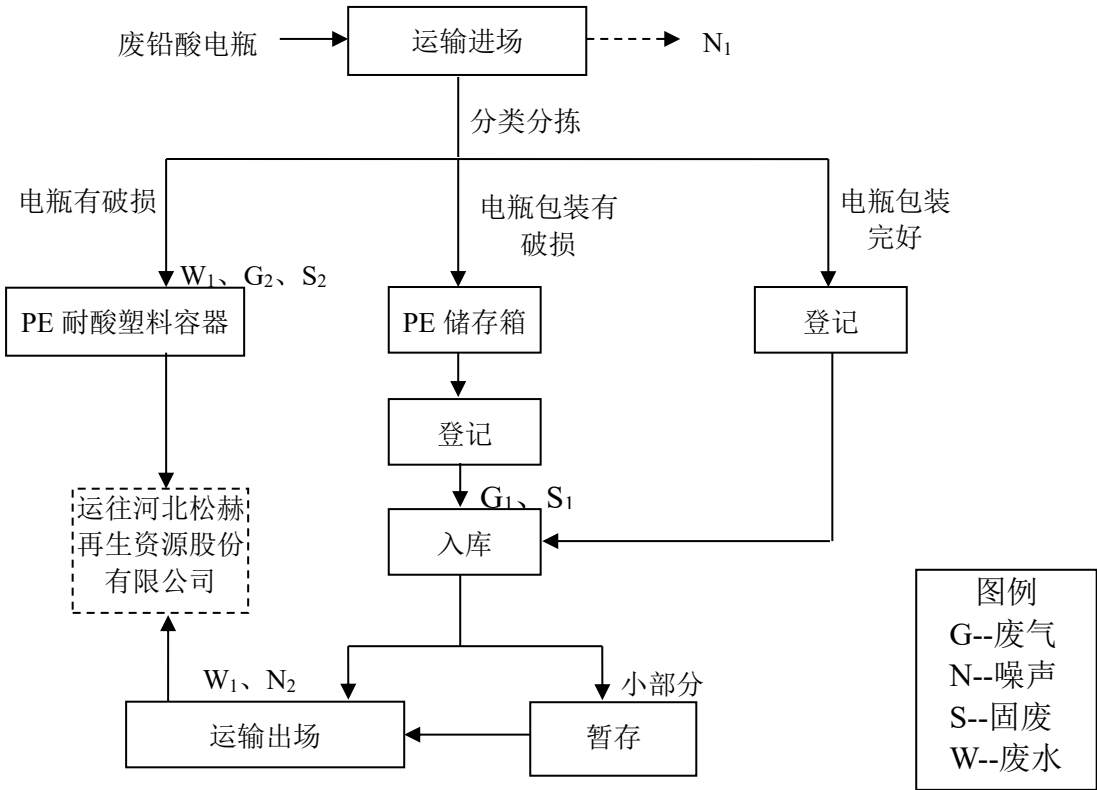 废铅酸电瓶
运输进场
N₁
分类分拣
电瓶有破损
电瓶包装有
破损
电瓶包装
完好
W₁、G₂、S₂
PE 耐酸塑料容器
PE 储存箱
登记
登记
G₁、S₁
入库
运往河北松赫
再生资源股份
有限公司
W₁、N₂
小部分
运输出场
暂存
图例
G--废气
N--噪声
S--固废
W--废水